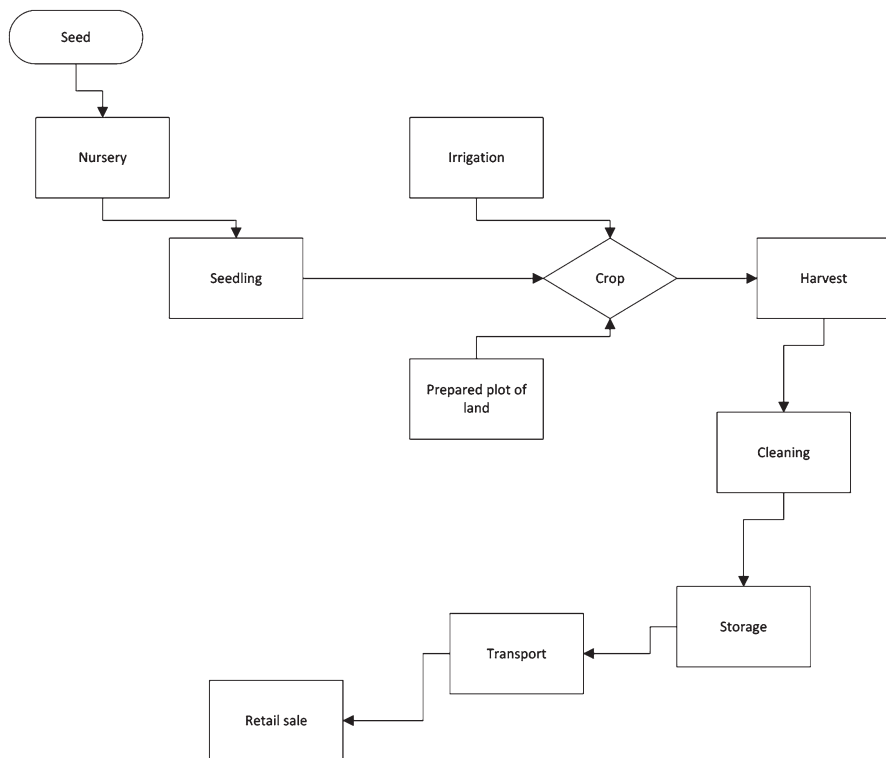 Seed
Nursery
Irrigation
Seedling
Crop
Harvest
Prepared plot of
land
Cleaning
Storage
Transport
Retail sale